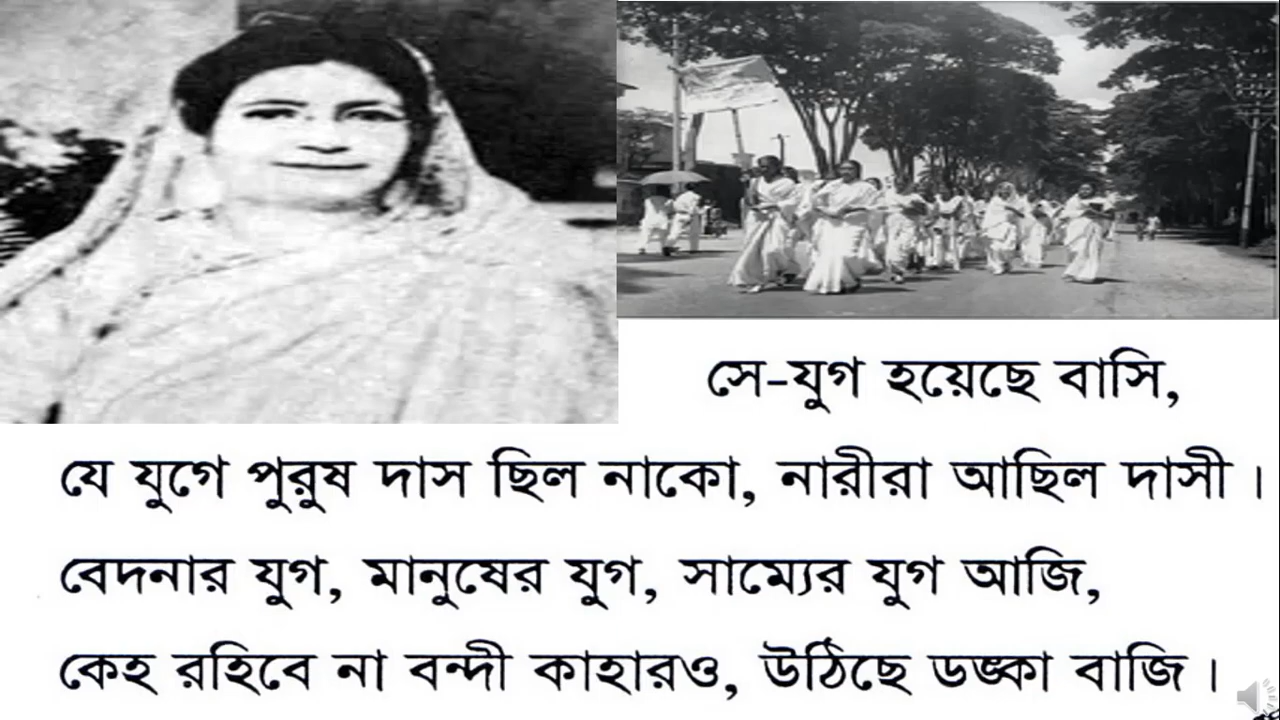 সে-যুগ হয়েছে বাসি,
যে যুগে পুরুষ দাস ছিল নাকো, নারীরা আছিল দাসী।
বেদনার যুগ, মানুষের যুগ, সাম্যের যুগ আজি,
কেহ রহিবে না বন্দী কাহারও, উঠিছে ডঙ্কা বাজি।